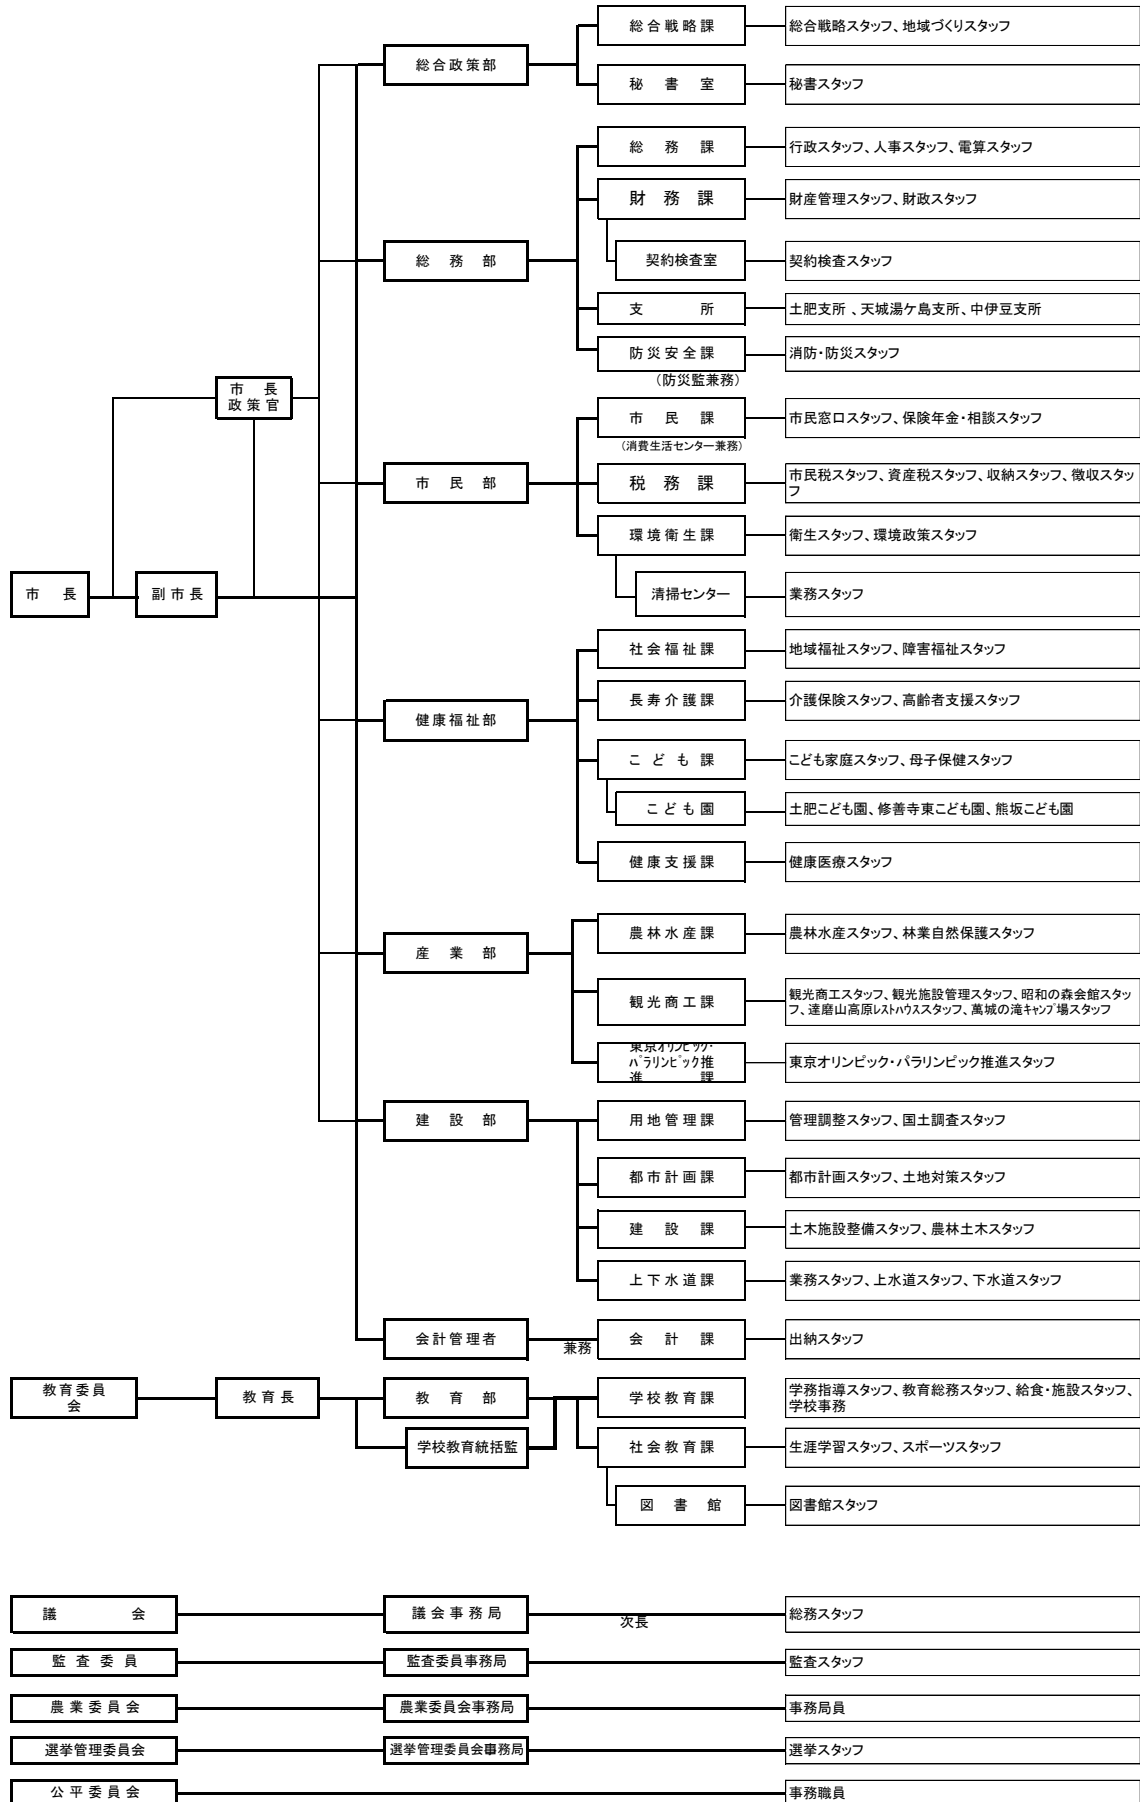 総合戦略課 総合戦略スタッフ、地域づくりスタッフ
総合政策部
秘書室 秘書スタッフ
総務課 行政スタッフ、人事スタッフ、電算スタッフ
財務課 財産管理スタッフ、財政スタッフ
総務部 契約検査室 契約検査スタッフ
支所 土肥支所 、天城湯ケ島支所、中伊豆支所
防災安全課 消防・防災スタッフ
（防災監兼務）
市長
政策官
市民課 市民窓口スタッフ、保険年金・相談スタッフ
（消費生活センター兼務）
市民部 税務課 市民税スタッフ、資産税スタッフ、収納スタッフ、徴収スタッ
フ
環境衛生課 衛生スタッフ、環境政策スタッフ
市長 副市長 清掃センター 業務スタッフ
社会福祉課 地域福祉スタッフ、障害福祉スタッフ
長寿介護課 介護保険スタッフ、高齢者支援スタッフ
健康福祉部
こども課 こども家庭スタッフ、母子保健スタッフ
こども園 土肥こども園、修善寺東こども園、熊坂こども園
健康支援課 健康医療スタッフ
農林水産課 農林水産スタッフ、林業自然保護スタッフ
産業部
観光商工課 観光商工スタッフ、観光施設管理スタッフ、昭和の森会館スタッ
フ、達磨山高原ﾚｽﾄﾊｳｽスタッフ、萬城の滝ｷｬﾝﾌﾟ場スタッフ
東京ｵﾘﾝﾋﾟｯｸ・
ﾊﾟﾗﾘﾝﾋﾟｯｸ推
進課
東京オリンピック・パラリンピック推進スタッフ
建設部 用地管理課 管理調整スタッフ、国土調査スタッフ
都市計画課 都市計画スタッフ、土地対策スタッフ
建設課 土木施設整備スタッフ、農林土木スタッフ
上下水道課 業務スタッフ、上水道スタッフ、下水道スタッフ
会計管理者 兼務 会計課 出納スタッフ
教育委員
会
教育長 教育部 学校教育課 学務指導スタッフ、教育総務スタッフ、給食・施設スタッフ、
学校事務
学校教育統括監 社会教育課 生涯学習スタッフ、スポーツスタッフ
図書館 図書館スタッフ
議会 議会事務局 次長 総務スタッフ
監査委員 監査委員事務局 監査スタッフ
農業委員会 農業委員会事務局 事務局員
選挙管理委員会 選挙管理委員会事務局 選挙スタッフ
公平委員会 事務職員